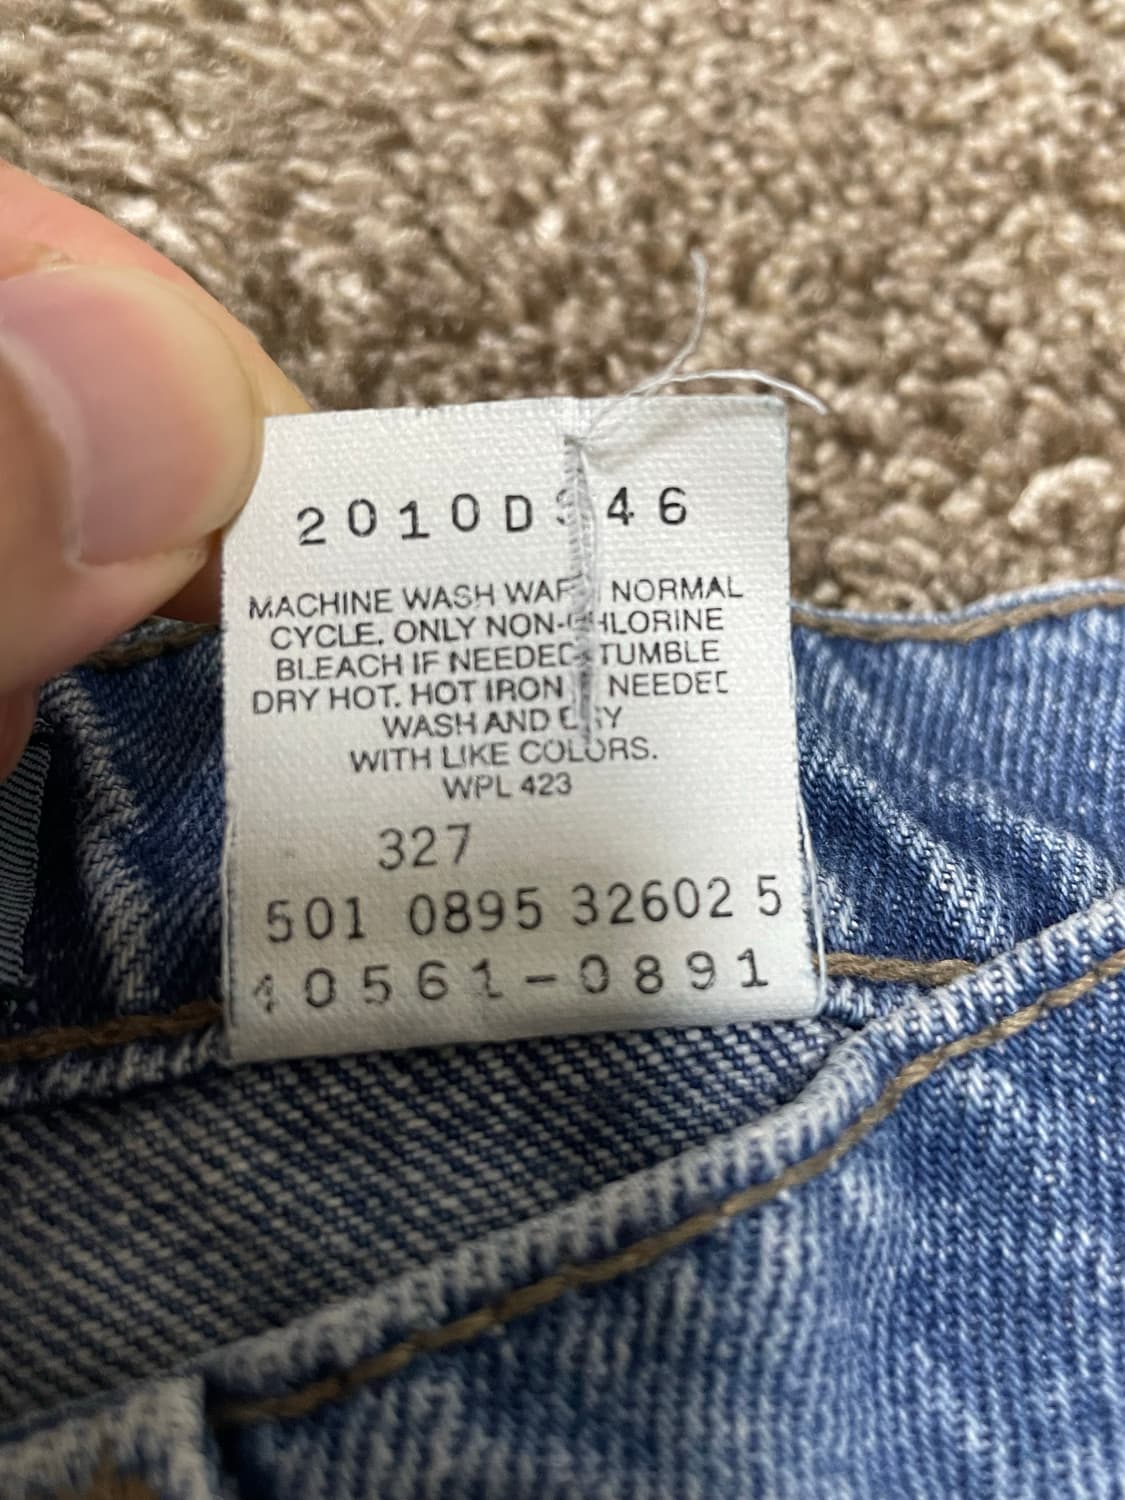 2010D 46
MACHINE WASH NORMAL
CYCLE. ONLY NON-CHLORINE
BLEACH IF NEEDED. TUMBLE
DRY HOT. HOT IRON NEEDED
WASH AND DRY
WITH LIKE COLORS.
WPL 423
327
501 0895 32602 5
40561-0891